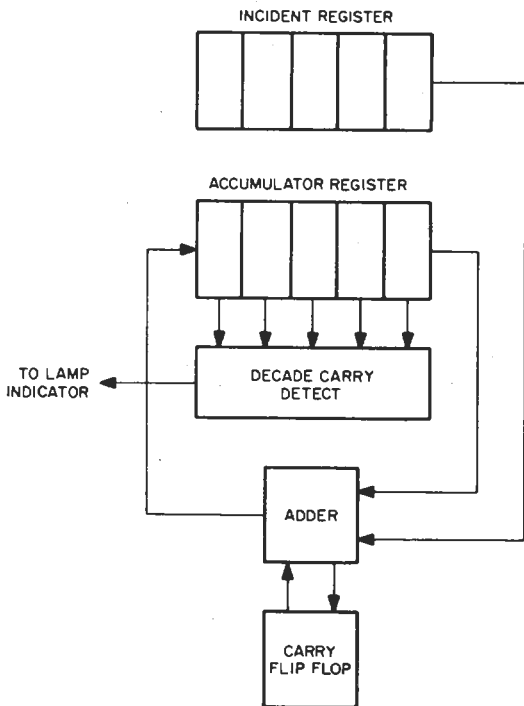 INCIDENT REGISTER
ACCUMULATOR REGISTER
DECADE CARRY
DETECT
TO LAMP
INDICATOR
ADDER
CARRY
FLIP FLOP